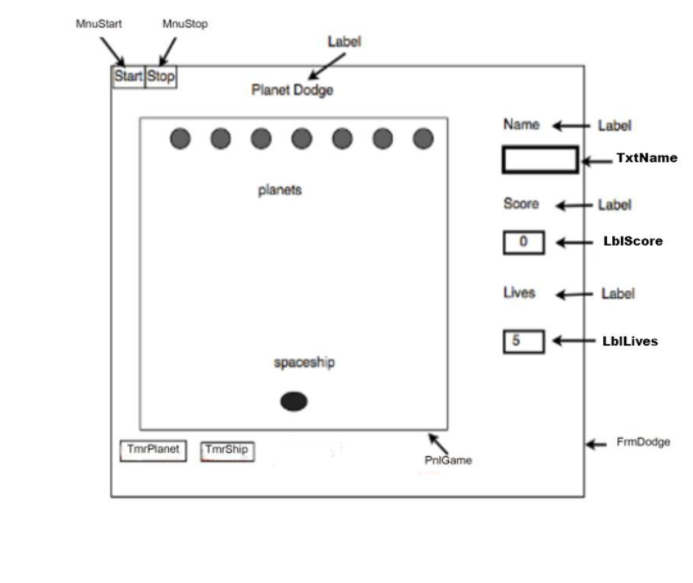 MnuStart MnuStop
Label
Start Stop
Planet Dodge
Name Label
TxtName
planets
Score Label
0 LblScore
Lives Label
5 LblLives
spaceship
TmrPlanet TmrShip
FrmDodge
PnlGame